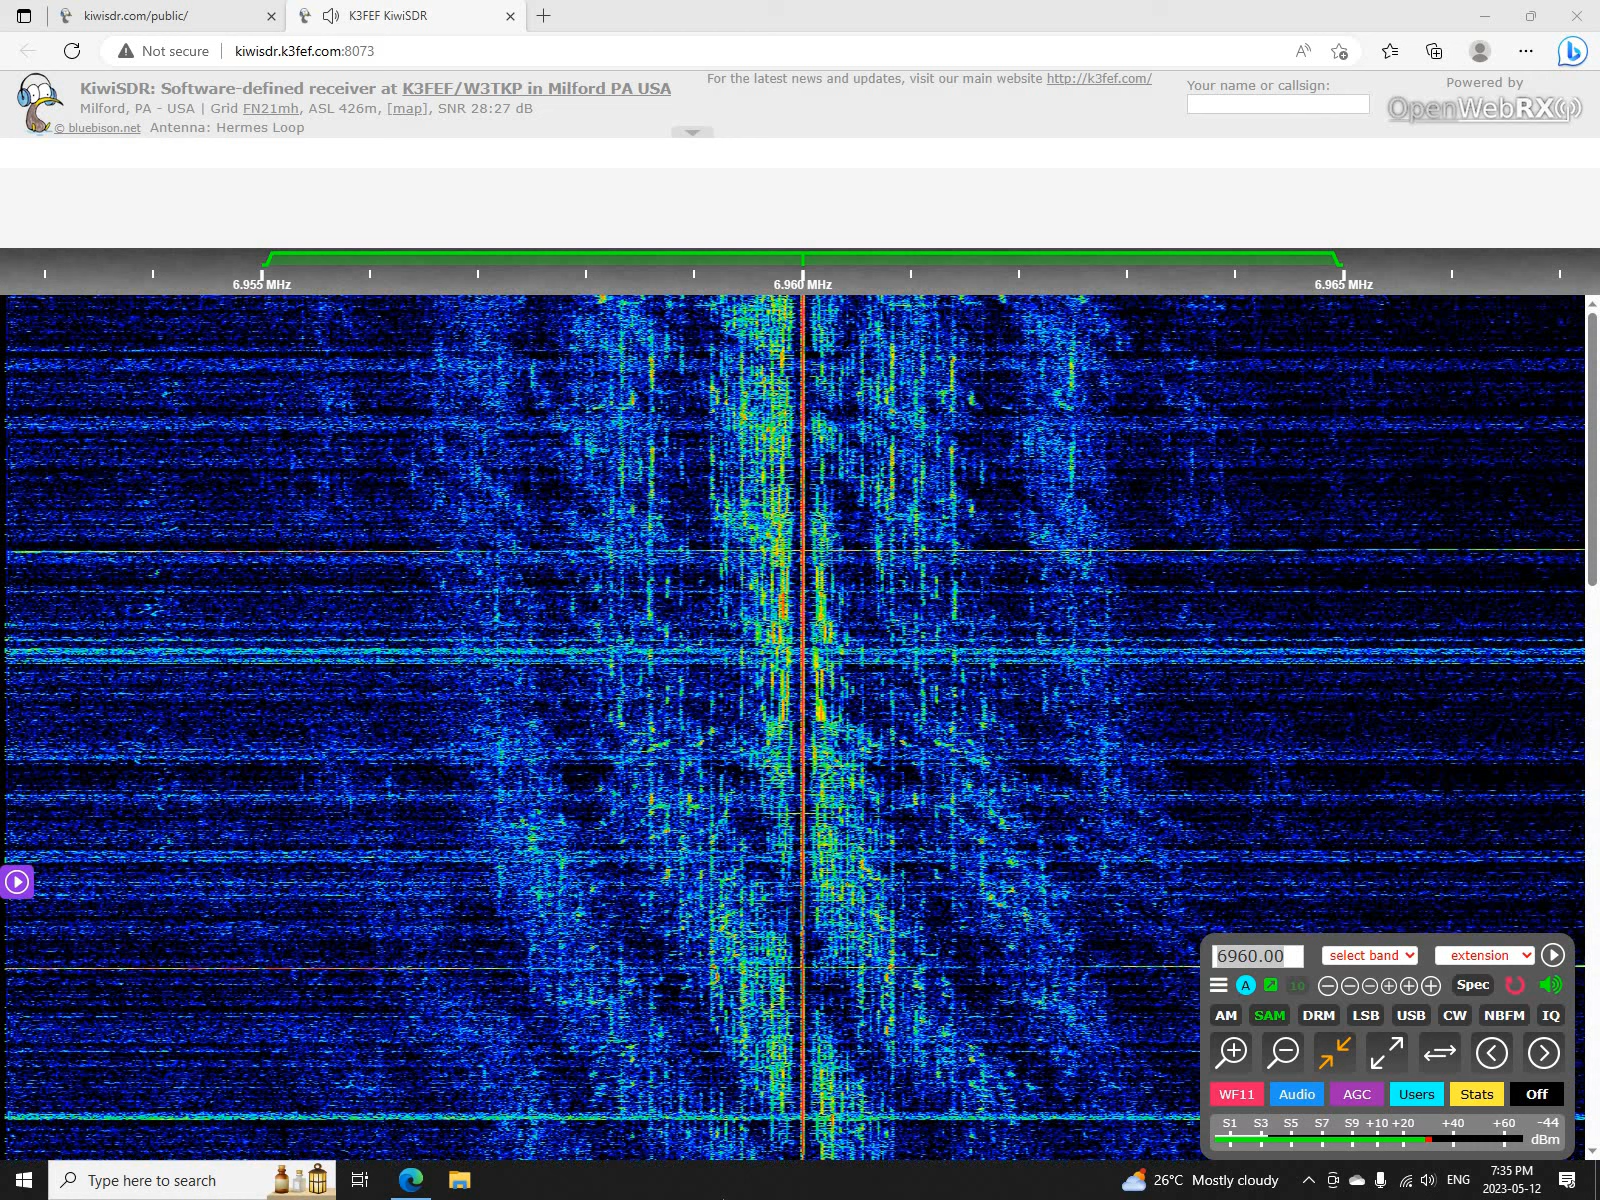 kiwisdr.com/public/
K3FEF KiwiSDR
Not secure
kiwisdr.k3fef.com:8073
KiwiSDR: Software-defined receiver at K3FEF/W3TKP in Milford PA USA
Milford, PA - USA | Grid FN21mh, ASL 426m, [map], SNR 28:27 dB
© bluebison.net Antenna: Hermes Loop
For the latest news and updates, visit our main website http://k3fef.com/
Your name or callsign:
Powered by
OpenWebRX
6.955 MHz
6.960 MHz
6.965 MHz
6960.00
select band
extension
A
10
Spec
AM SAM DRM LSB USB CW NBFM IQ
WF11 Audio AGC Users Stats Off
S1 S3 S5 S7 S9 +10 +20 +40 +60 -44
dBm
Type here to search
26°C Mostly cloudy
ENG
7:35 PM
2023-05-12